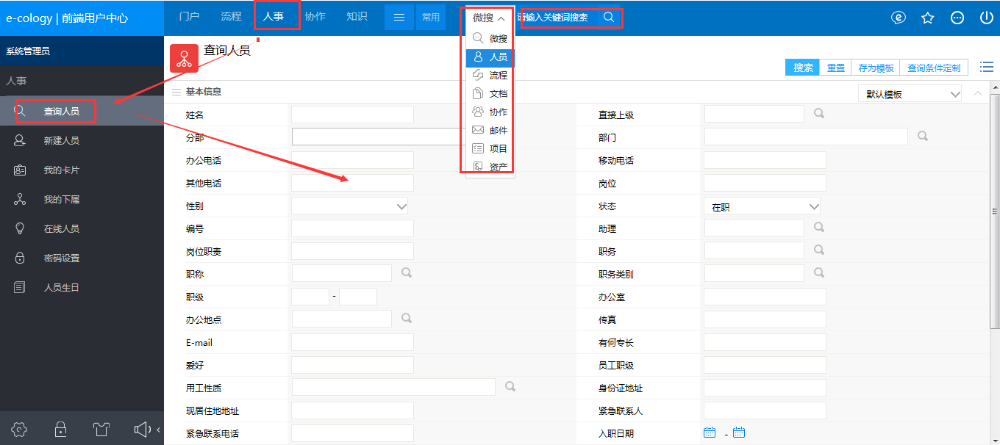 e-cology | 前端用户中心
门户 流程 人事 协作 知识 常用 微搜 请输入关键词搜索
系统管理员
人事
查询人员
新建人员
我的卡片
我的下属
在线人员
密码设置
人员生日
微搜
人员
流程
文档
协作
邮件
项目
资产
查询人员
搜索 重置 存为模板 查询条件定制
基本信息 默认模板
姓名 直接上级
分部 部门
办公电话 移动电话
其他电话 岗位
性别 状态 在职
编号 助理
岗位职责 职务
职称 职务类别
职级 - 办公室
办公地点 传真
E-mail 有何专长
爱好 员工职级
用工性质 身份证地址
现居住地地址 紧急联系人
紧急联系电话 入职日期 -